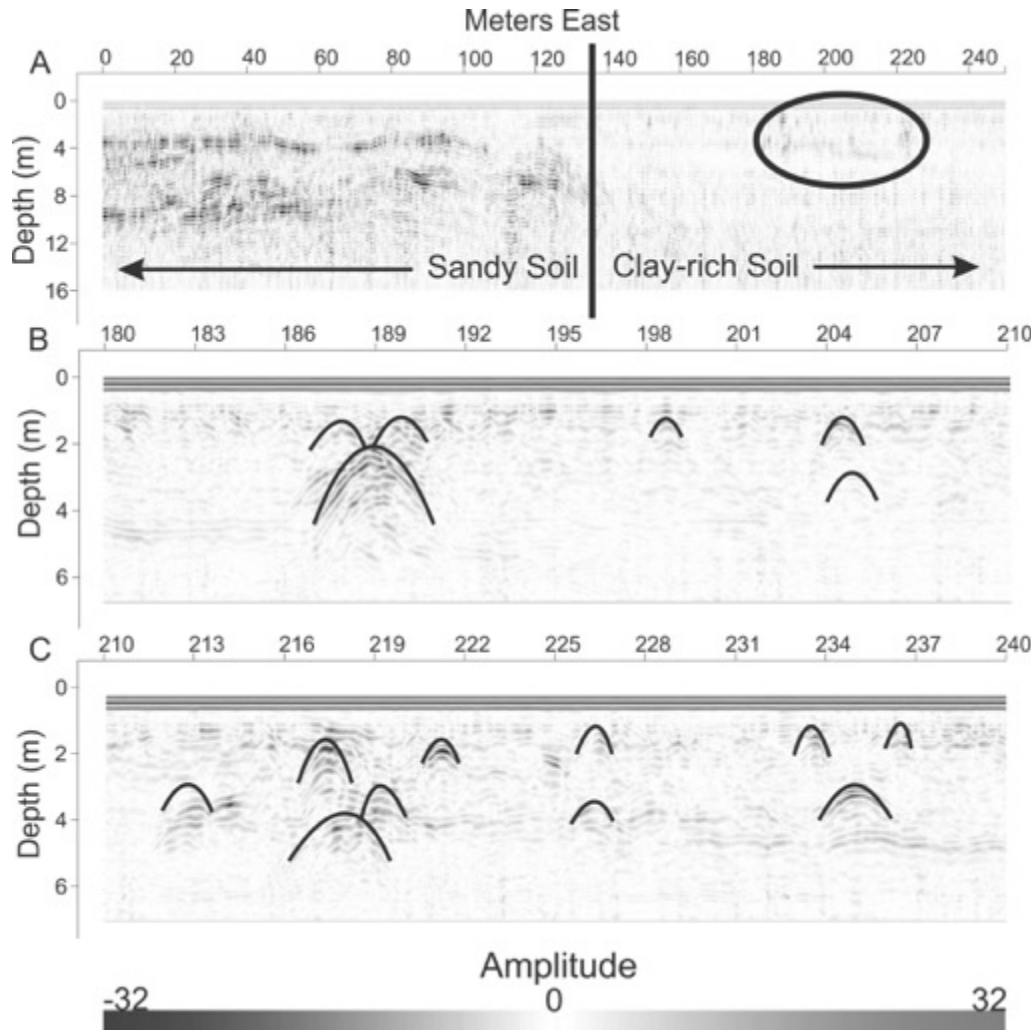 Meters East
A
0 20 40 60 80 100 120 140 160 180 200 220 240
0
4
8
12
16
Depth (m)
Sandy Soil Clay-rich Soil
B
180 183 186 189 192 195 198 201 204 207 210
0
2
4
6
Depth (m)
C
210 213 216 219 222 225 228 231 234 237 240
0
2
4
6
Depth (m)
Amplitude
-32 0 32